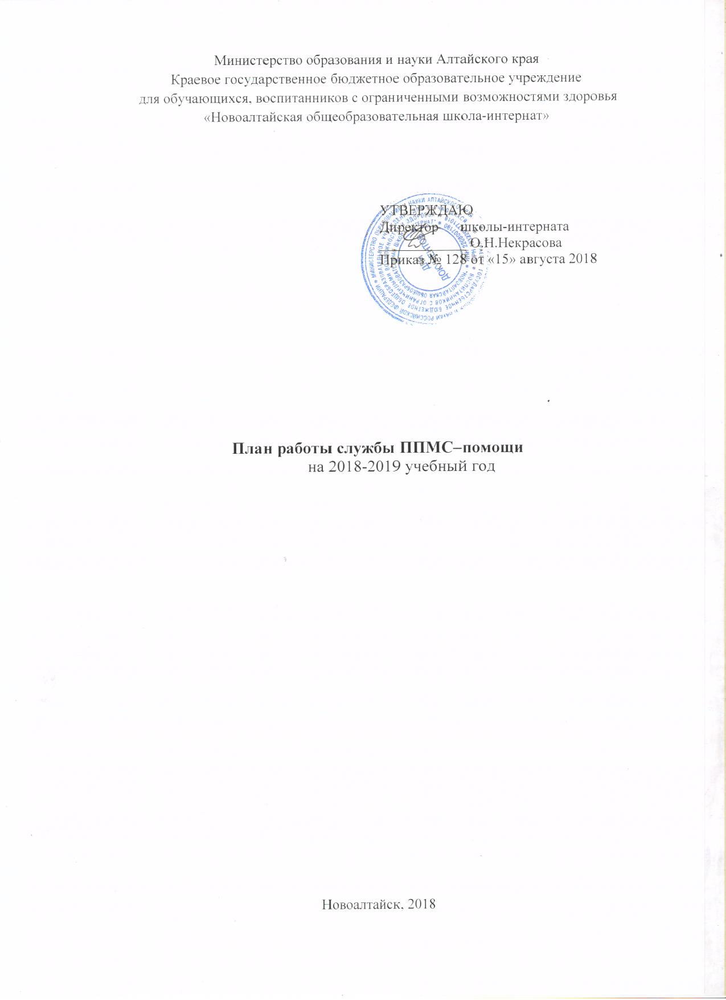 Министерство образования и науки Алтайского края
Краевое государственное бюджетное образовательное учреждение
для обучающихся, воспитанников с ограниченными возможностями здоровья
«Новоалтайская общеобразовательная школа-интернат»
УТВЕРЖДАЮ
Директор школы-интерната
О.Н.Некрасова
Приказ № 128 от «15» августа 2018
ДЛЯ
ДОКУМЕНТОВ
План работы службы ППМС–помощи
на 2018-2019 учебный год
Новоалтайск, 2018